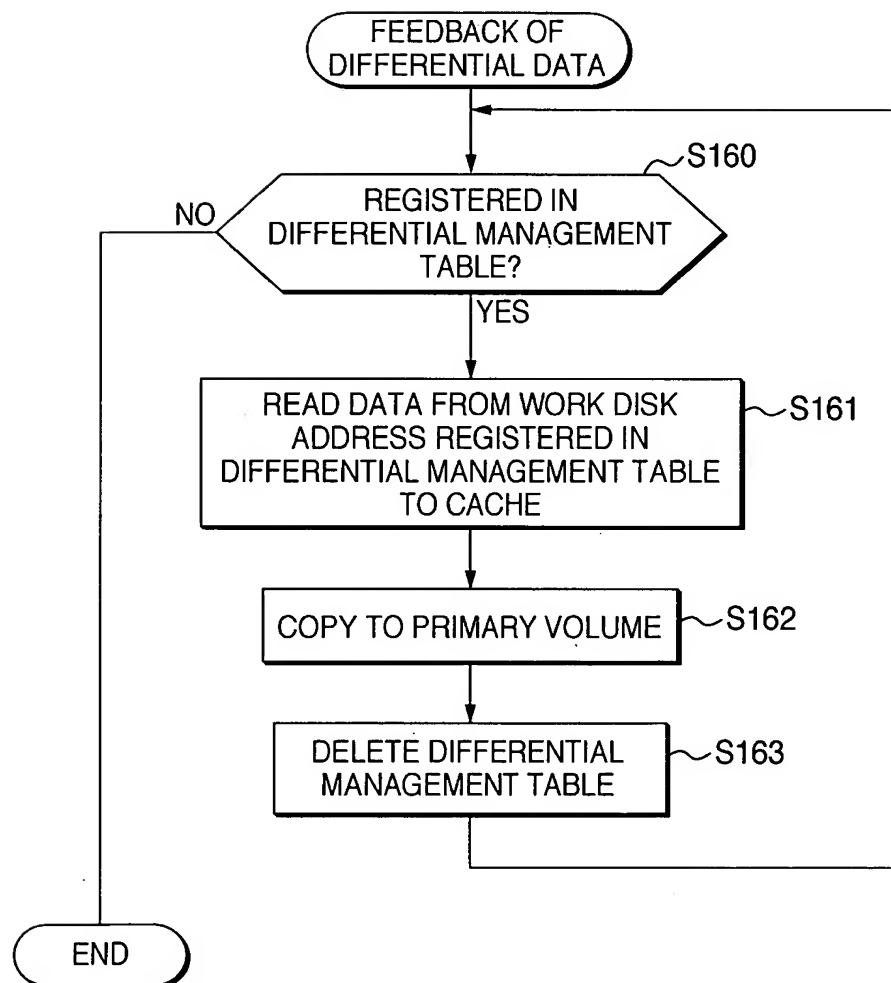 FEEDBACK OF
DIFFERENTIAL DATA
S160
REGISTERED IN
DIFFERENTIAL MANAGEMENT
TABLE?
NO
YES
READ DATA FROM WORK DISK
ADDRESS REGISTERED IN
DIFFERENTIAL MANAGEMENT TABLE
TO CACHE
S161
COPY TO PRIMARY VOLUME
S162
DELETE DIFFERENTIAL
MANAGEMENT TABLE
S163
END